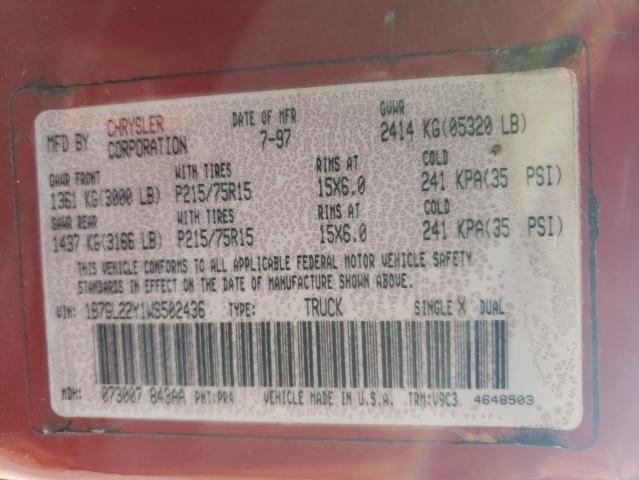 MFD BY CHRYSLER CORPORATION DATE OF MFR 7-97 GVWR 2414 KG(05320 LB)
GAWR FRONT WITH TIRES RIMS AT COLD
1361 KG(3000 LB) P215/75R15 15X6.0 241 KPA(35 PSI)
GAWR REAR WITH TIRES RIMS AT COLD
1437 KG(3166 LB) P215/75R15 15X6.0 241 KPA(35 PSI)
THIS VEHICLE CONFORMS TO ALL APPLICABLE FEDERAL MOTOR VEHICLE SAFETY
STANDARDS IN EFFECT ON THE DATE OF MANUFACTURE SHOWN ABOVE.
VIN: 1B7GL22Y1WS502436 TYPE: TRUCK SINGLE X DUAL
MDH: 073007 843AA PNT:PR4 VEHICLE MADE IN U.S.A. TRM:V9C3 4648503